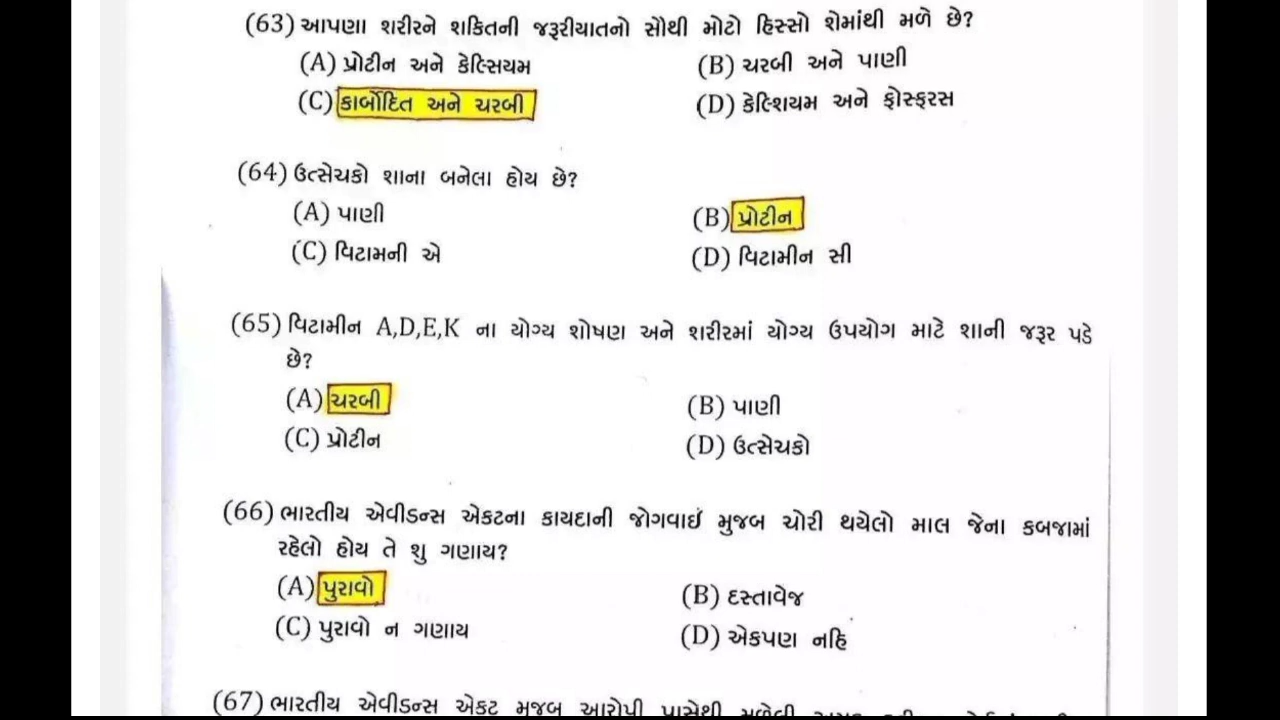 (63) આપણા શરીરને શકિતની જરૂરીયાતનો સૌથી મોટો હિસ્સો શેમાંથી મળે છે?
(A) પ્રોટીન અને કેલ્સિયમ (B) ચરબી અને પાણી
(C) કાર્બોદિત અને ચરબી (D) કેલ્શિયમ અને ફોસ્ફરસ
(64) ઉત્સેચકો શાના બનેલા હોય છે?
(A) પાણી (B) પ્રોટીન
(C) વિટામની એ (D) વિટામીન સી
(65) વિટામીન A,D,E,K ના યોગ્ય શોષણ અને શરીરમાં યોગ્ય ઉપયોગ માટે શાની જરૂર પડે
છે?
(A) ચરબી (B) પાણી
(C) પ્રોટીન (D) ઉત્સેચકો
(66) ભારતીય એવીડન્સ એકટના કાયદાની જોગવાઈ મુજબ ચોરી થયેલો માલ જેના કબજામાં
રહેલો હોય તે શુ ગણાય?
(A) પુરાવો (B) દસ્તાવેજ
(C) પુરાવો ન ગણાય (D) એકપણ નહિ
(67) ભારતીય એવીડન્સ એકટ મુજબ આરોપી પાસેથી મળેલી